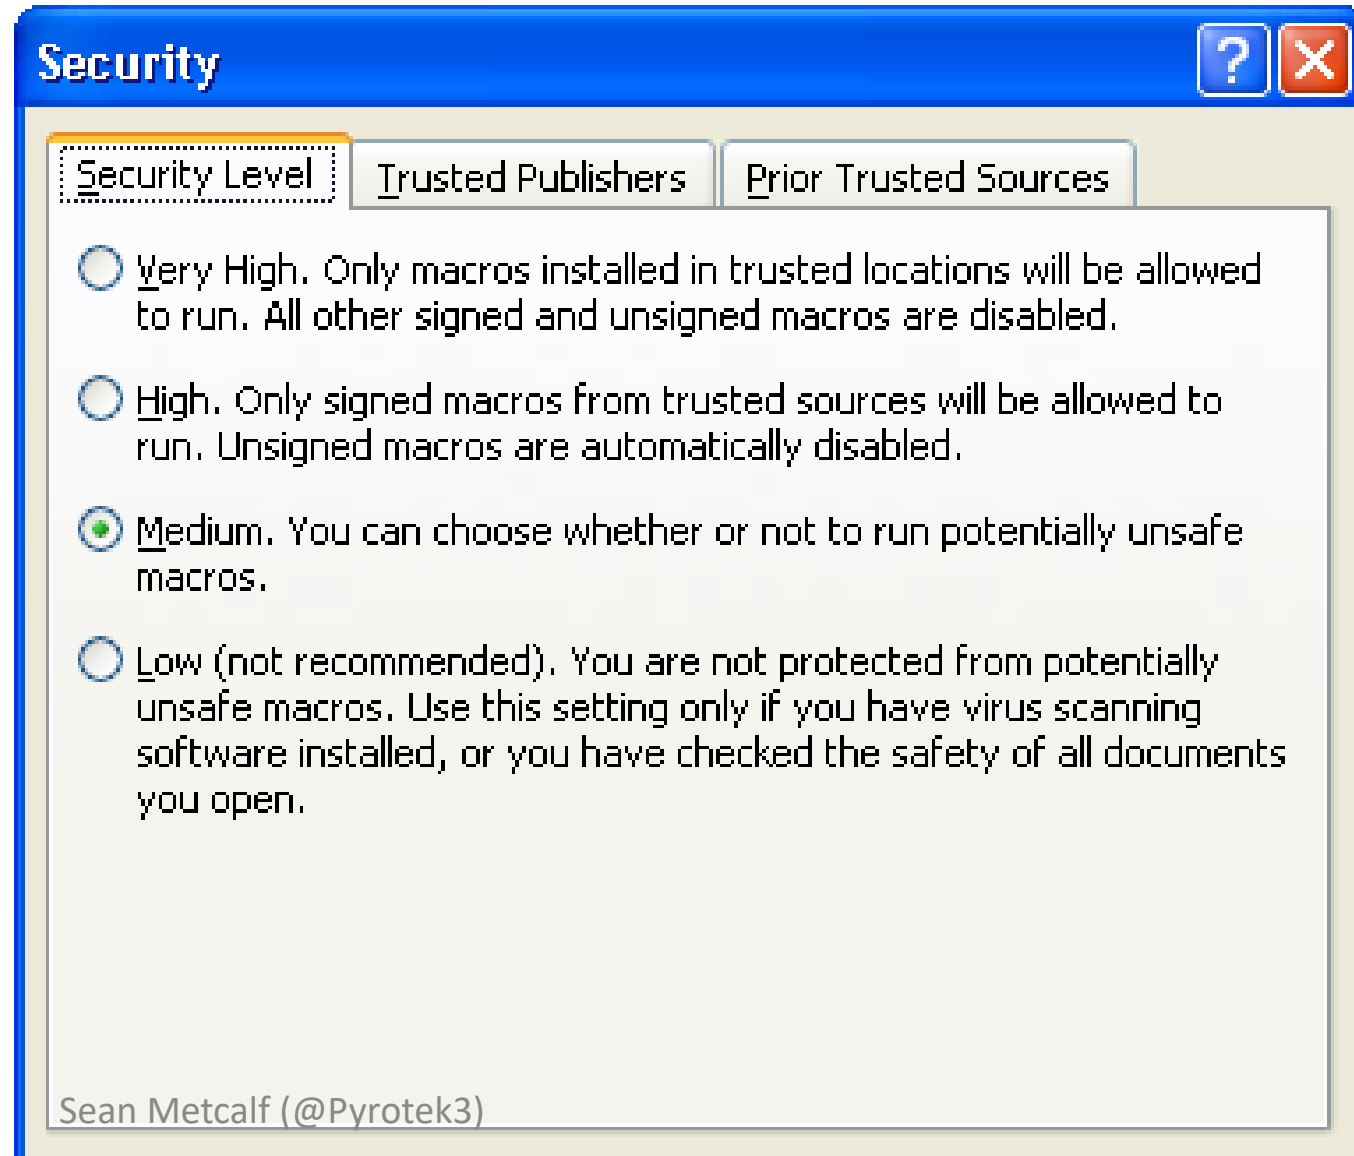 Security
?
Security Level
Trusted Publishers
Prior Trusted Sources
Very High. Only macros installed in trusted locations will be allowed
to run. All other signed and unsigned macros are disabled.
High. Only signed macros from trusted sources will be allowed to
run. Unsigned macros are automatically disabled.
Medium. You can choose whether or not to run potentially unsafe
macros.
Low (not recommended). You are not protected from potentially
unsafe macros. Use this setting only if you have virus scanning
software installed, or you have checked the safety of all documents
you open.
Sean Metcalf (@Pyrotek3)